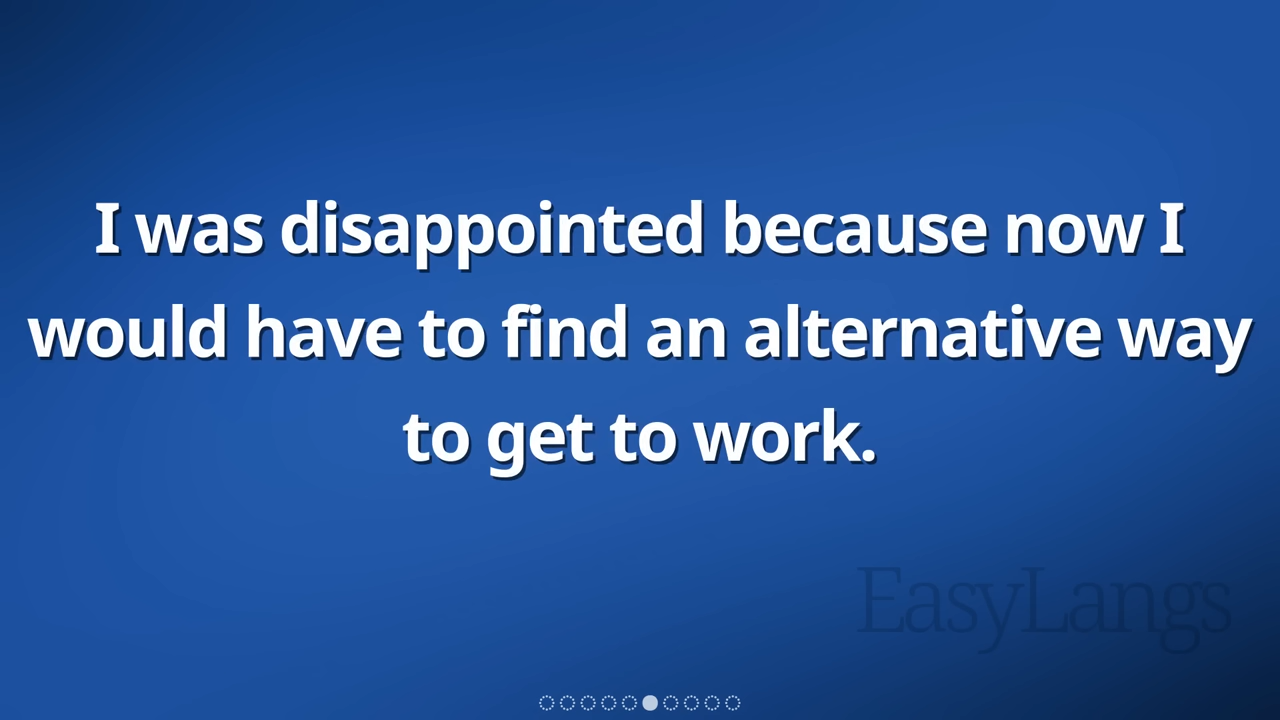 I was disappointed because now I
would have to find an alternative way
to get to work.
EasyLangs